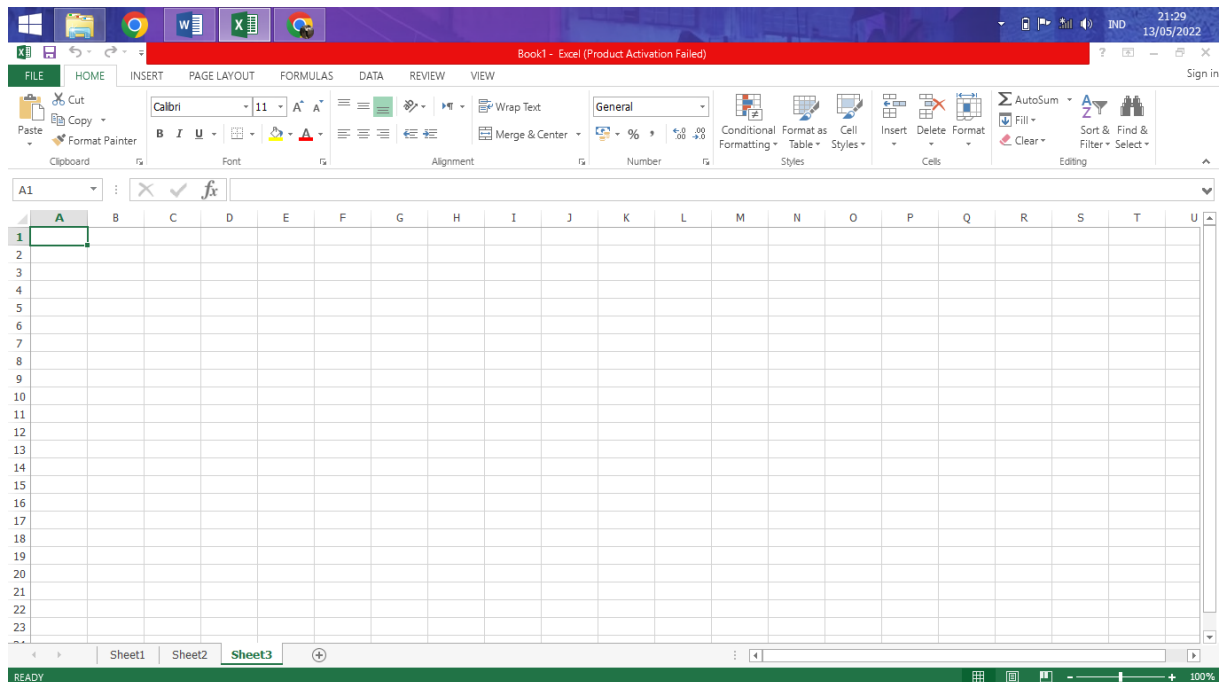 21:29
IND
13/05/2022
Book1 - Excel (Product Activation Failed)
FILE HOME INSERT PAGE LAYOUT FORMULAS DATA REVIEW VIEW Sign in
Cut
Copy
Format Painter
Paste
Clipboard
Calibri 11
B I U
Font
Wrap Text
Merge & Center
Alignment
General
%
Number
Conditional Formatting
Format as Table
Cell Styles
Styles
Insert Delete Format
Cells
AutoSum
Fill
Clear
Sort & Filter
Find & Select
Editing
A1 fx
A B C D E F G H I J K L M N O P Q R S T U
1
2
3
4
5
6
7
8
9
10
11
12
13
14
15
16
17
18
19
20
21
22
23
Sheet1 Sheet2 Sheet3
READY 100%